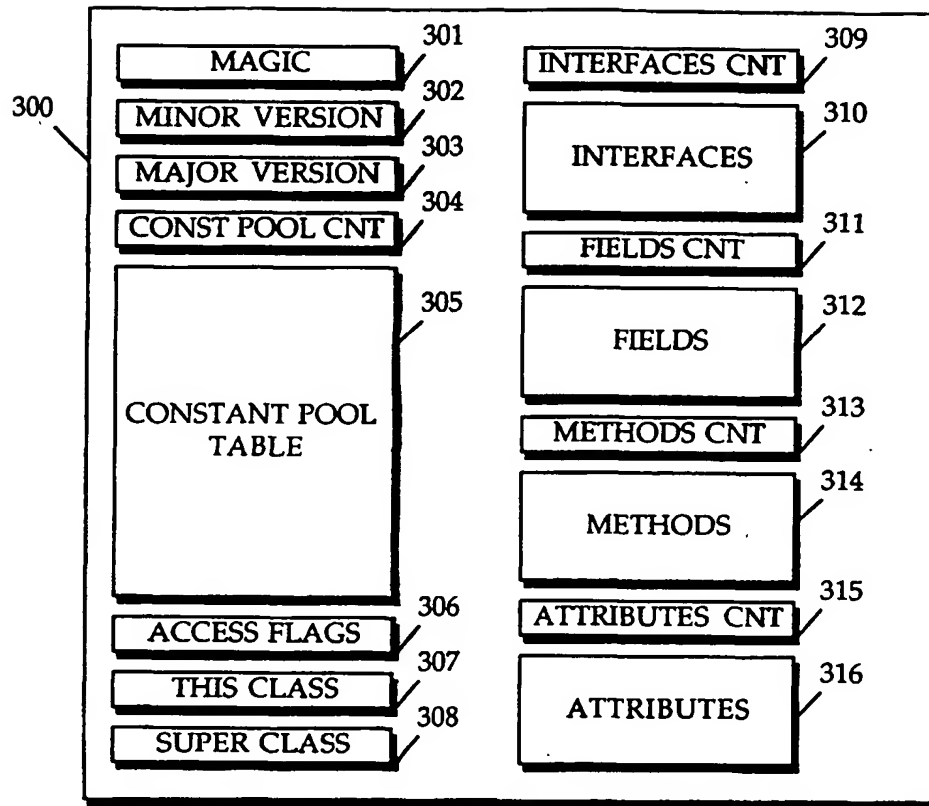 300
MAGIC 301
MINOR VERSION 302
MAJOR VERSION 303
CONST POOL CNT 304
CONSTANT POOL
TABLE
305
ACCESS FLAGS 306
THIS CLASS 307
SUPER CLASS 308
INTERFACES CNT 309
INTERFACES 310
FIELDS CNT 311
FIELDS 312
METHODS CNT 313
METHODS 314
ATTRIBUTES CNT 315
ATTRIBUTES 316